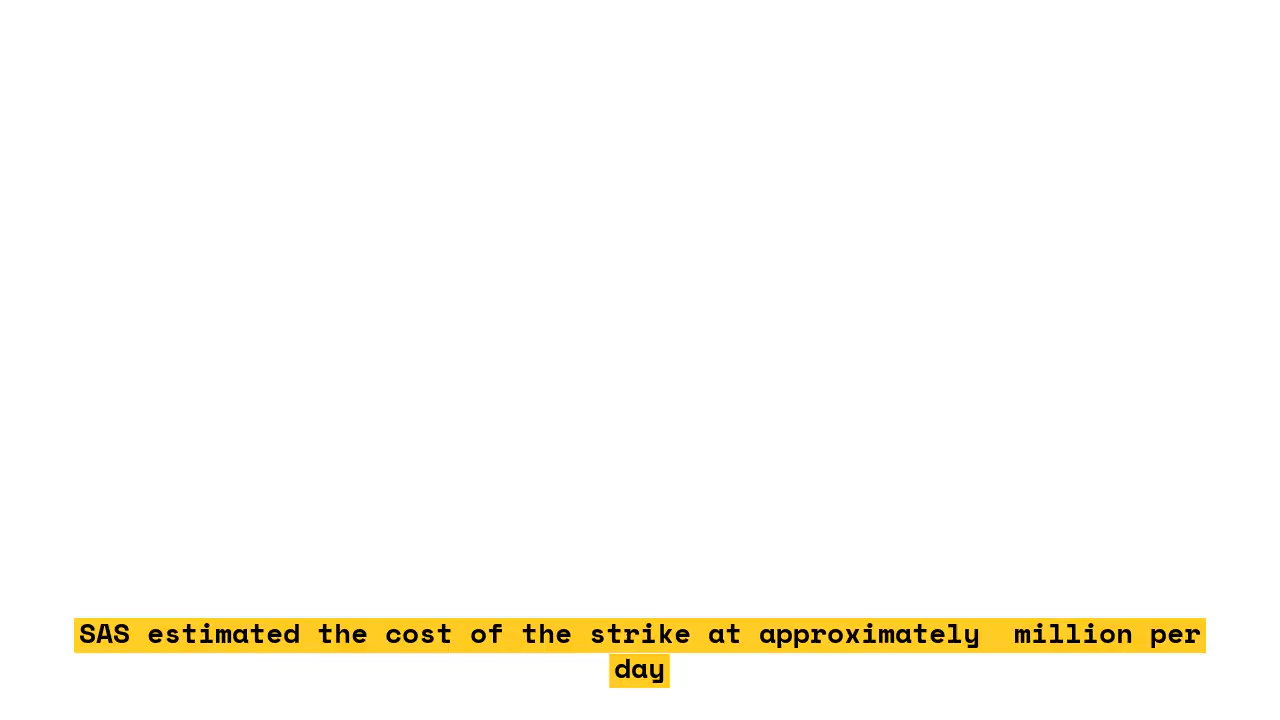 SAS estimated the cost of the strike at approximately  million per
day